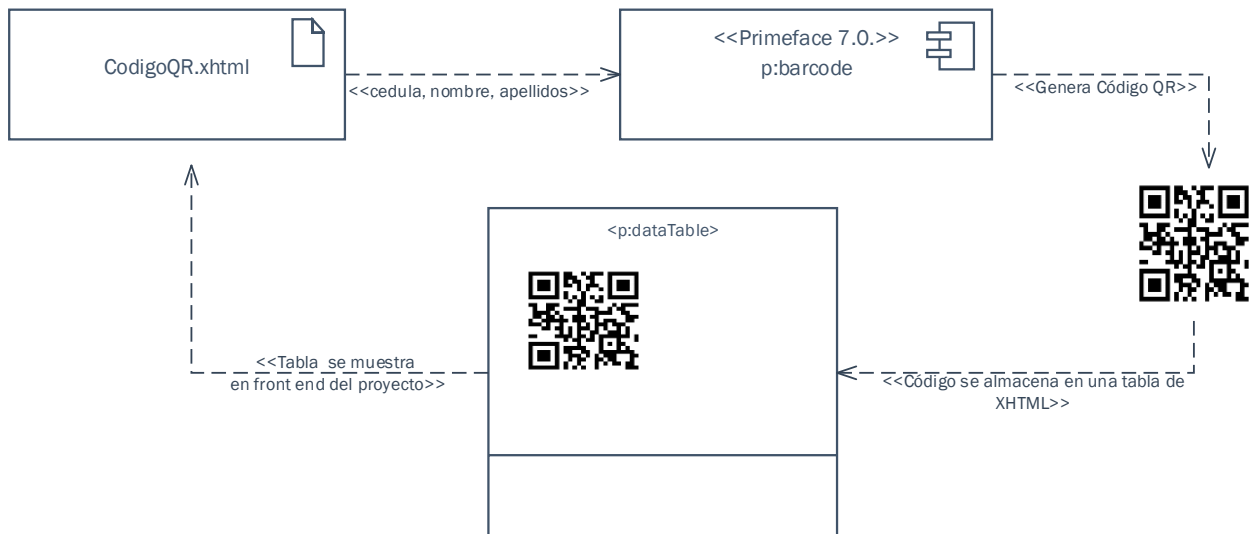 CodigoQR.xhtml
<<cedula, nombre, apellidos>>
<<Primeface 7.0.>>
p:barcode
<<Genera Código QR>>
<p:dataTable>
<<Código se almacena en una tabla de
XHTML>>
<<Tabla se muestra
en front end del proyecto>>